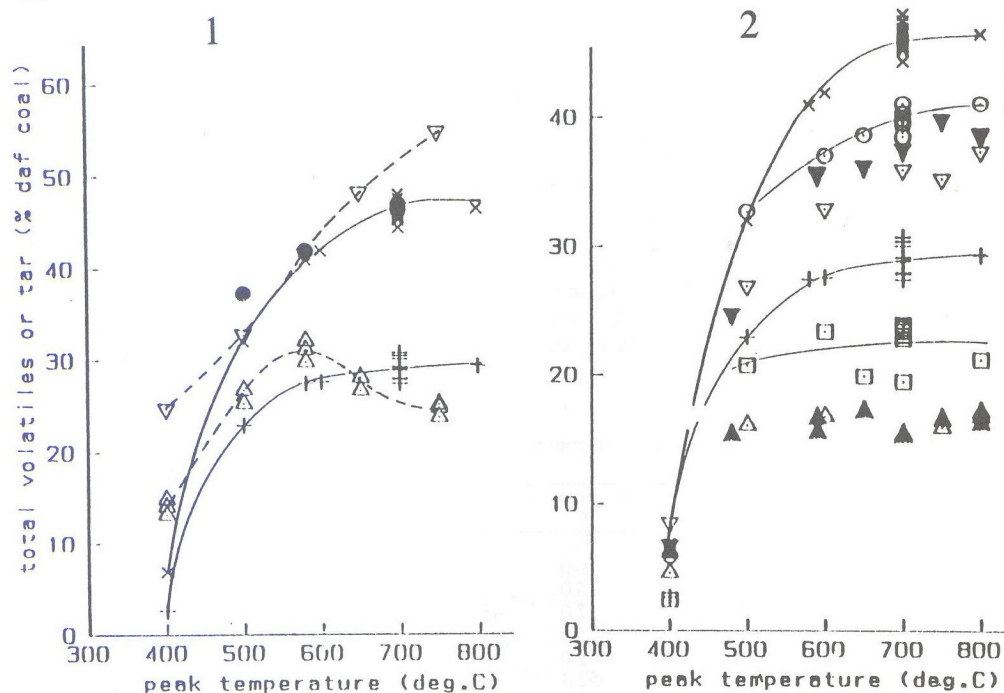 1
total volatiles or tar (% daf coal)
60
50
40
30
20
10
0
300 400 500 600 700 800
peak temperature (deg.C)
2
40
30
20
10
0
300 400 500 600 700 800
peak temperature (deg.C)